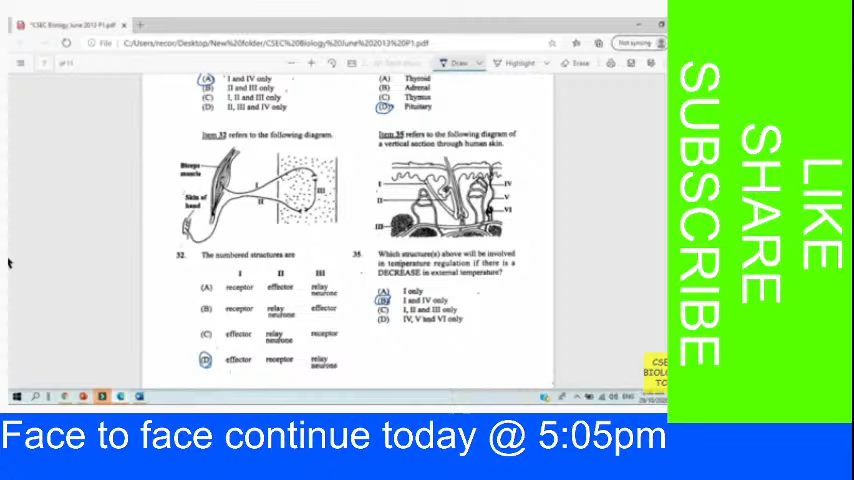 *CSEC Biology June 2013 P1.pdf
File
C:/Users/recor/Desktop/New%20folder/CSEC%20Biology%20June%202013%20P1.pdf
Not syncing
7 of 11
Draw
Highlight
Erase
(A) I and IV only
(B) II and III only
(C) I, II and III only
(D) II, III and IV only
Item 32 refers to the following diagram.
Biceps
muscle
Skin of
hand
I
II
III
32. The numbered structures are
I II III
(A) receptor effector relay
neurone
(B) receptor relay effector
neurone
(C) effector relay receptor
neurone
(D) effector receptor relay
neurone
(A) Thyroid
(B) Adrenal
(C) Thymus
(D) Pituitary
Item 35 refers to the following diagram of
a vertical section through human skin.
I
II
III
IV
V
VI
35. Which structure(s) above will be involved
in temperature regulation if there is a
DECREASE in external temperature?
(A) I only
(B) I and IV only
(C) I, II and III only
(D) IV, V and VI only
CSE
BIOLO
TO
ENG
LIKE
SHARE
SUBSCRIBE
Face to face continue today @ 5:05pm